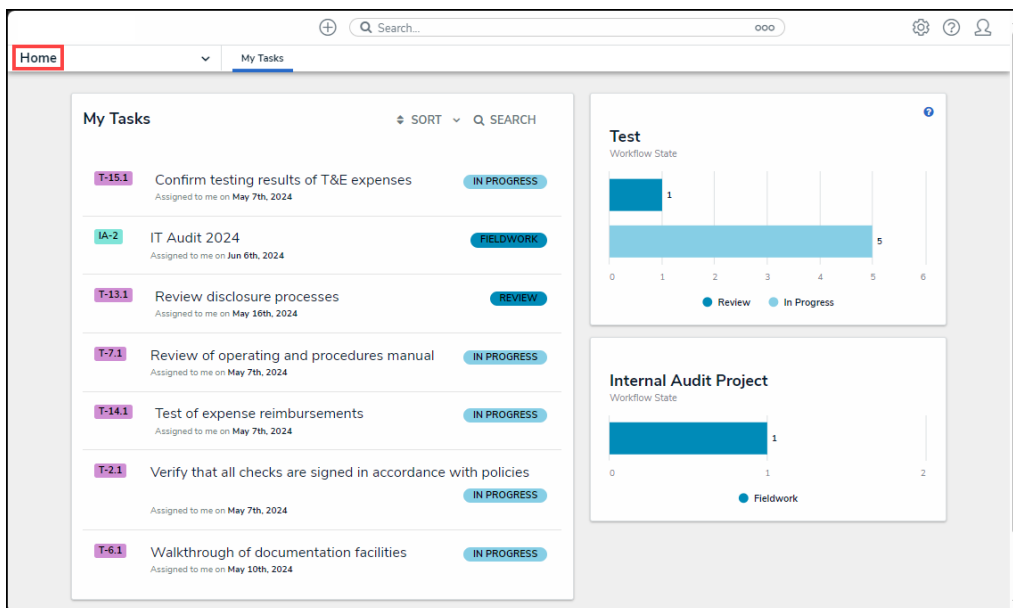 Search...
Home
My Tasks
My Tasks
SORT
SEARCH
T-15.1 Confirm testing results of T&E expenses IN PROGRESS
Assigned to me on May 7th, 2024
IA-2 IT Audit 2024 FIELDWORK
Assigned to me on Jun 6th, 2024
T-13.1 Review disclosure processes REVIEW
Assigned to me on May 16th, 2024
T-7.1 Review of operating and procedures manual IN PROGRESS
Assigned to me on May 7th, 2024
T-14.1 Test of expense reimbursements IN PROGRESS
Assigned to me on May 7th, 2024
T-2.1 Verify that all checks are signed in accordance with policies
IN PROGRESS
Assigned to me on May 7th, 2024
T-6.1 Walkthrough of documentation facilities IN PROGRESS
Assigned to me on May 10th, 2024
Test
Workflow State
1
5
0 1 2 3 4 5 6
Review In Progress
Internal Audit Project
Workflow State
1
0 1 2
Fieldwork